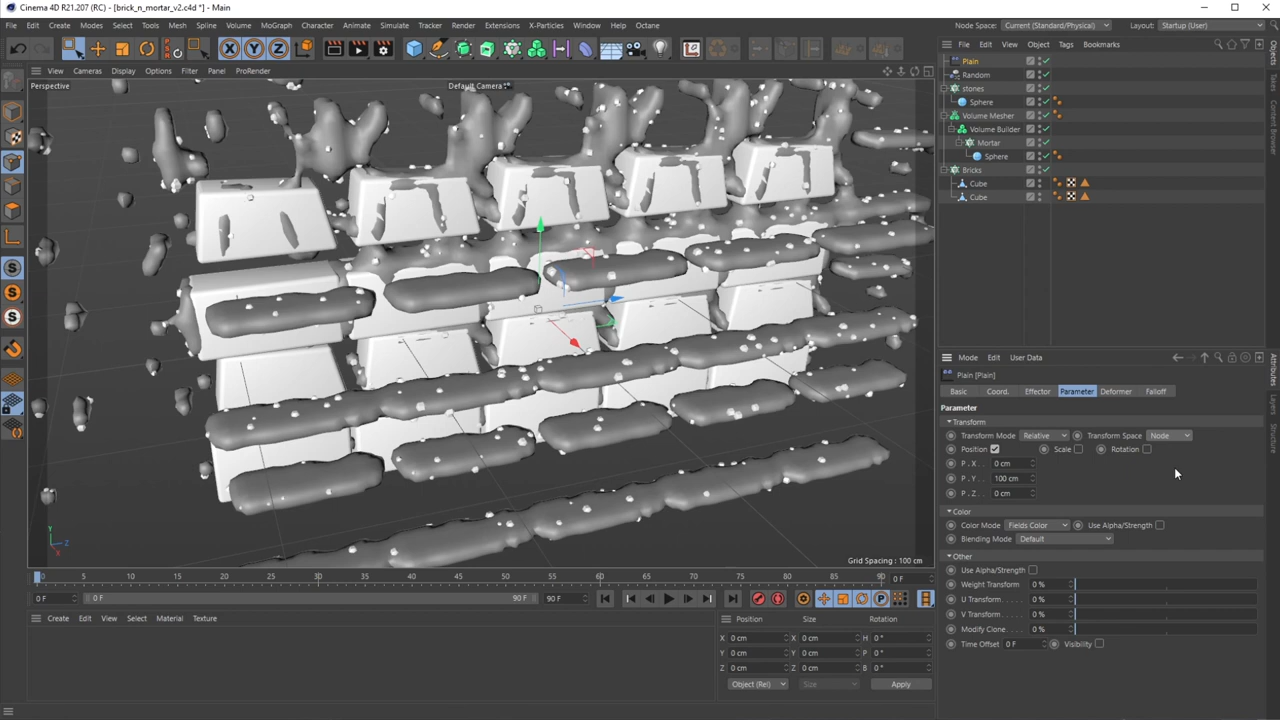 Cinema 4D R21.207 (RC) - [brick_n_mortar_v2.c4d *] - Main
File Edit Create Modes Select Tools Mesh Spline Volume MoGraph Character Animate Simulate Tracker Render Extensions X-Particles Window Help Octane Node Space: Current (Standard/Physical) Layout: Startup (User)
X Y Z
File Edit View Object Tags Bookmarks
View Cameras Display Options Filter Panel ProRender
Perspective
Default Camera
Plain
Random
stones
Sphere
Volume Mesher
Volume Builder
Mortar
Sphere
Bricks
Cube
Cube
Objects
Takes
Content Browser
Mode Edit User Data
Plain [Plain]
Basic Coord. Effector Parameter Deformer Falloff
Parameter
Transform
Transform Mode Relative Transform Space Node
Position Scale Rotation
P . X 0 cm
P . Y 100 cm
P . Z 0 cm
Color
Color Mode Fields Color Use Alpha/Strength
Blending Mode Default
Other
Use Alpha/Strength
Weight Transform 0 %
U Transform 0 %
V Transform 0 %
Modify Clone 0 %
Time Offset 0 F Visibility
Attributes
Layers
Structure
Y
Z
X
Grid Spacing : 100 cm
0 5 10 15 20 25 30 35 40 45 50 55 60 65 70 75 80 85 90 0 F
0 F 0 F 90 F 90 F
Create Edit View Select Material Texture
Position Size Rotation
X 0 cm X 0 cm H 0 °
Y 0 cm Y 0 cm P 0 °
Z 0 cm Z 0 cm B 0 °
Object (Rel) Size Apply